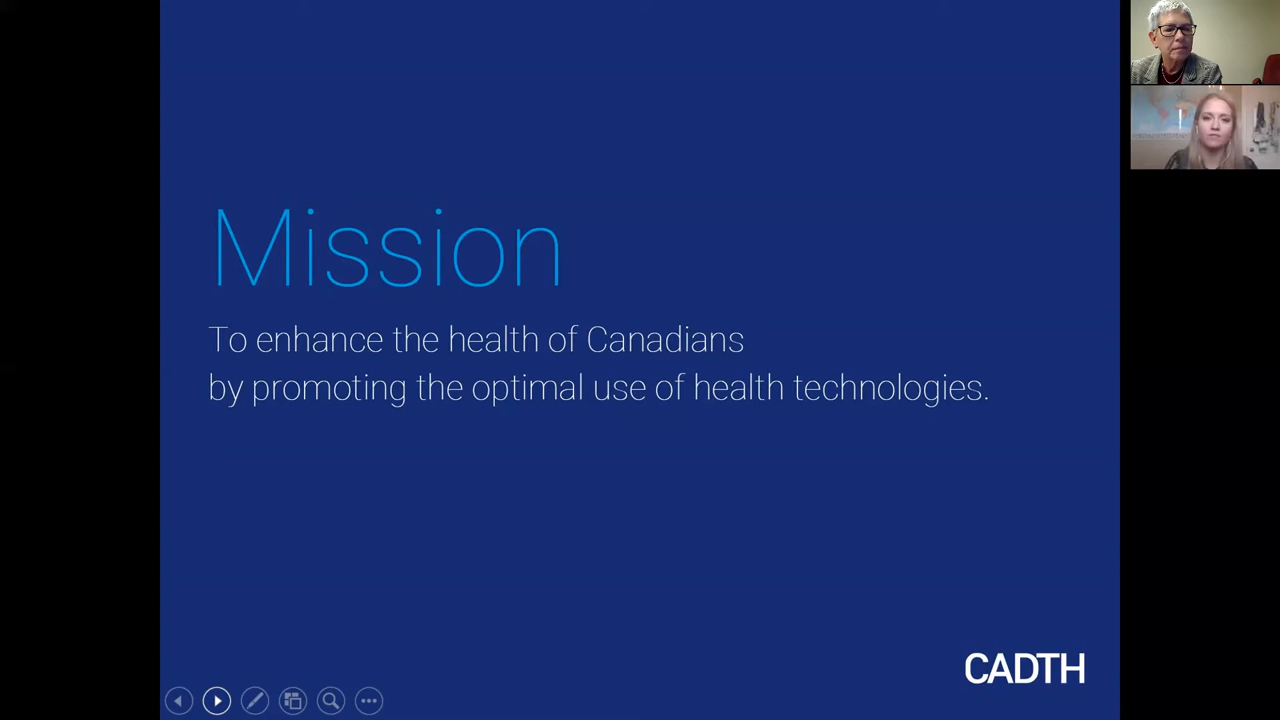 Mission
To enhance the health of Canadians
by promoting the optimal use of health technologies.
CADTH